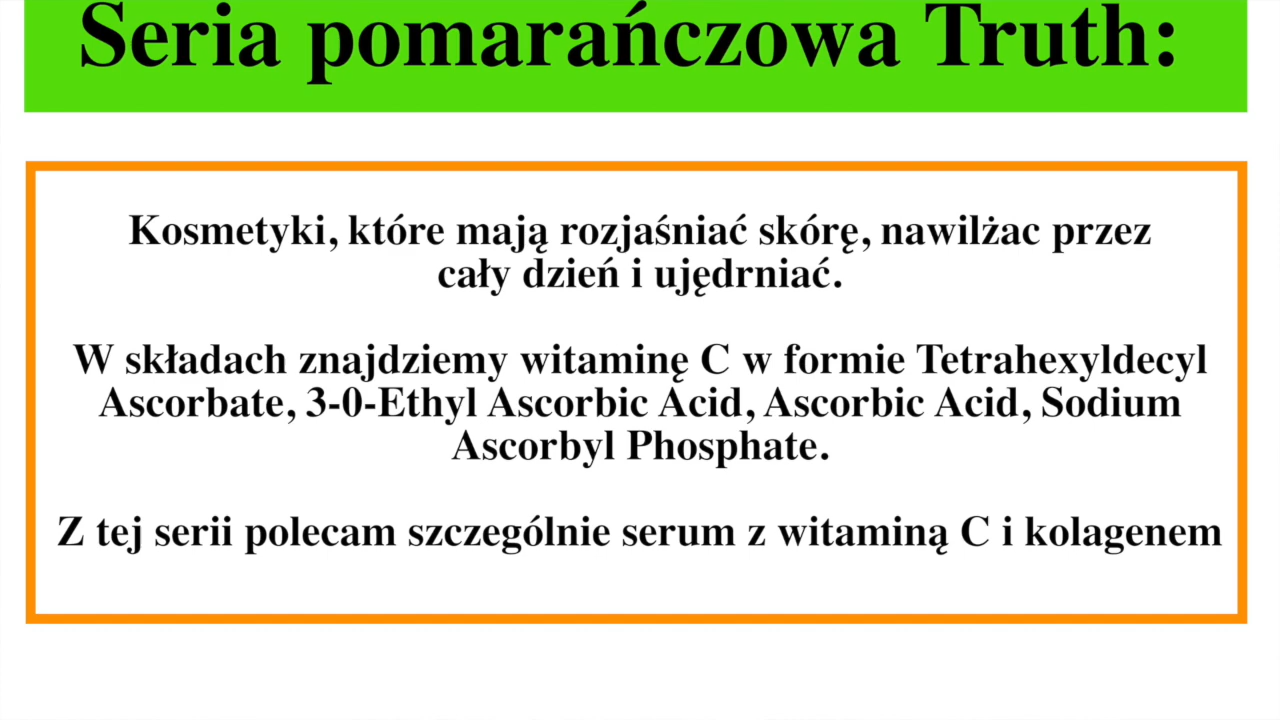 Seria pomarańczowa Truth:
Kosmetyki, które mają rozjaśniać skórę, nawilżac przez
cały dzień i ujędrniać.
W składach znajdziemy witaminę C w formie Tetrahexyldecyl
Ascorbate, 3-0-Ethyl Ascorbic Acid, Ascorbic Acid, Sodium
Ascorbyl Phosphate.
Z tej serii polecam szczególnie serum z witaminą C i kolagenem